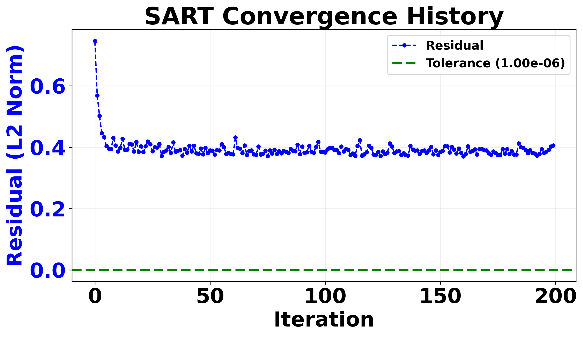 SART Convergence History
Residual (L2 Norm)
0.6
0.4
0.2
0.0
Residual
Tolerance (1.00e-06)
0
50
100
150
200
Iteration